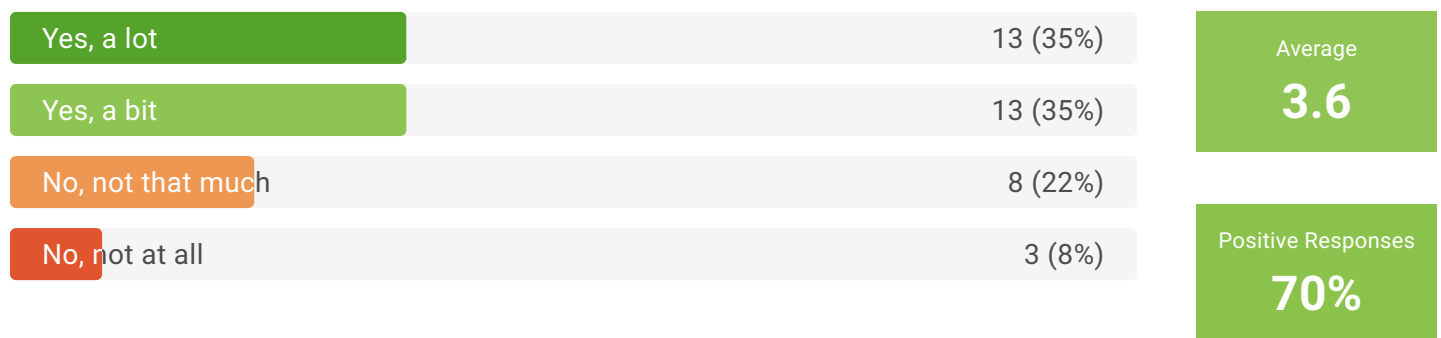 Yes, a lot 13 (35%)
Yes, a bit 13 (35%)
No, not that much 8 (22%)
No, not at all 3 (8%)
Average
3.6
Positive Responses
70%